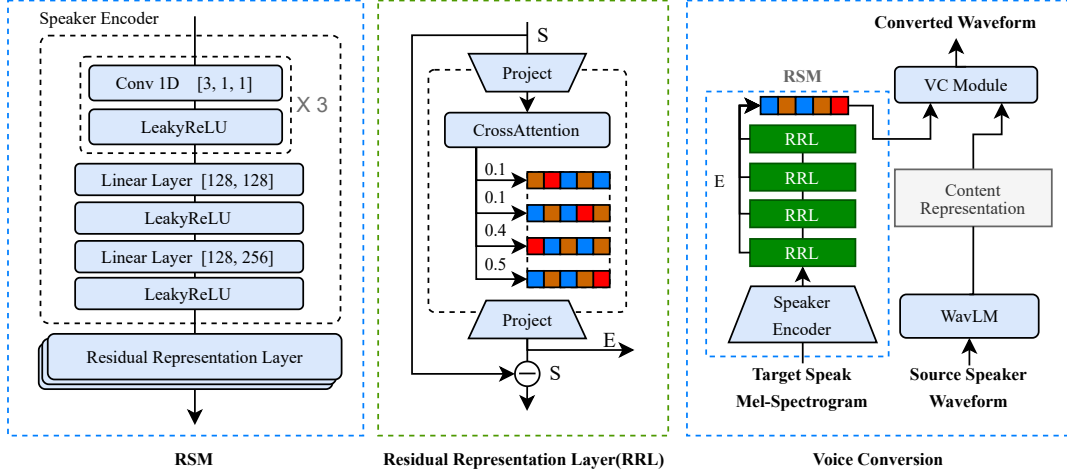 Speaker Encoder
Conv 1D [3, 1, 1]
X 3
LeakyReLU
Linear Layer [128, 128]
LeakyReLU
Linear Layer [128, 256]
LeakyReLU
Residual Representation Layer
RSM
S
Project
CrossAttention
0.1
0.1
0.4
0.5
Project
E
S
Residual Representation Layer(RRL)
Converted Waveform
VC Module
RSM
RRL
RRL
RRL
RRL
E
Content
Representation
Speaker
Encoder
WavLM
Target Speak
Mel-Spectrogram
Source Speaker
Waveform
Voice Conversion